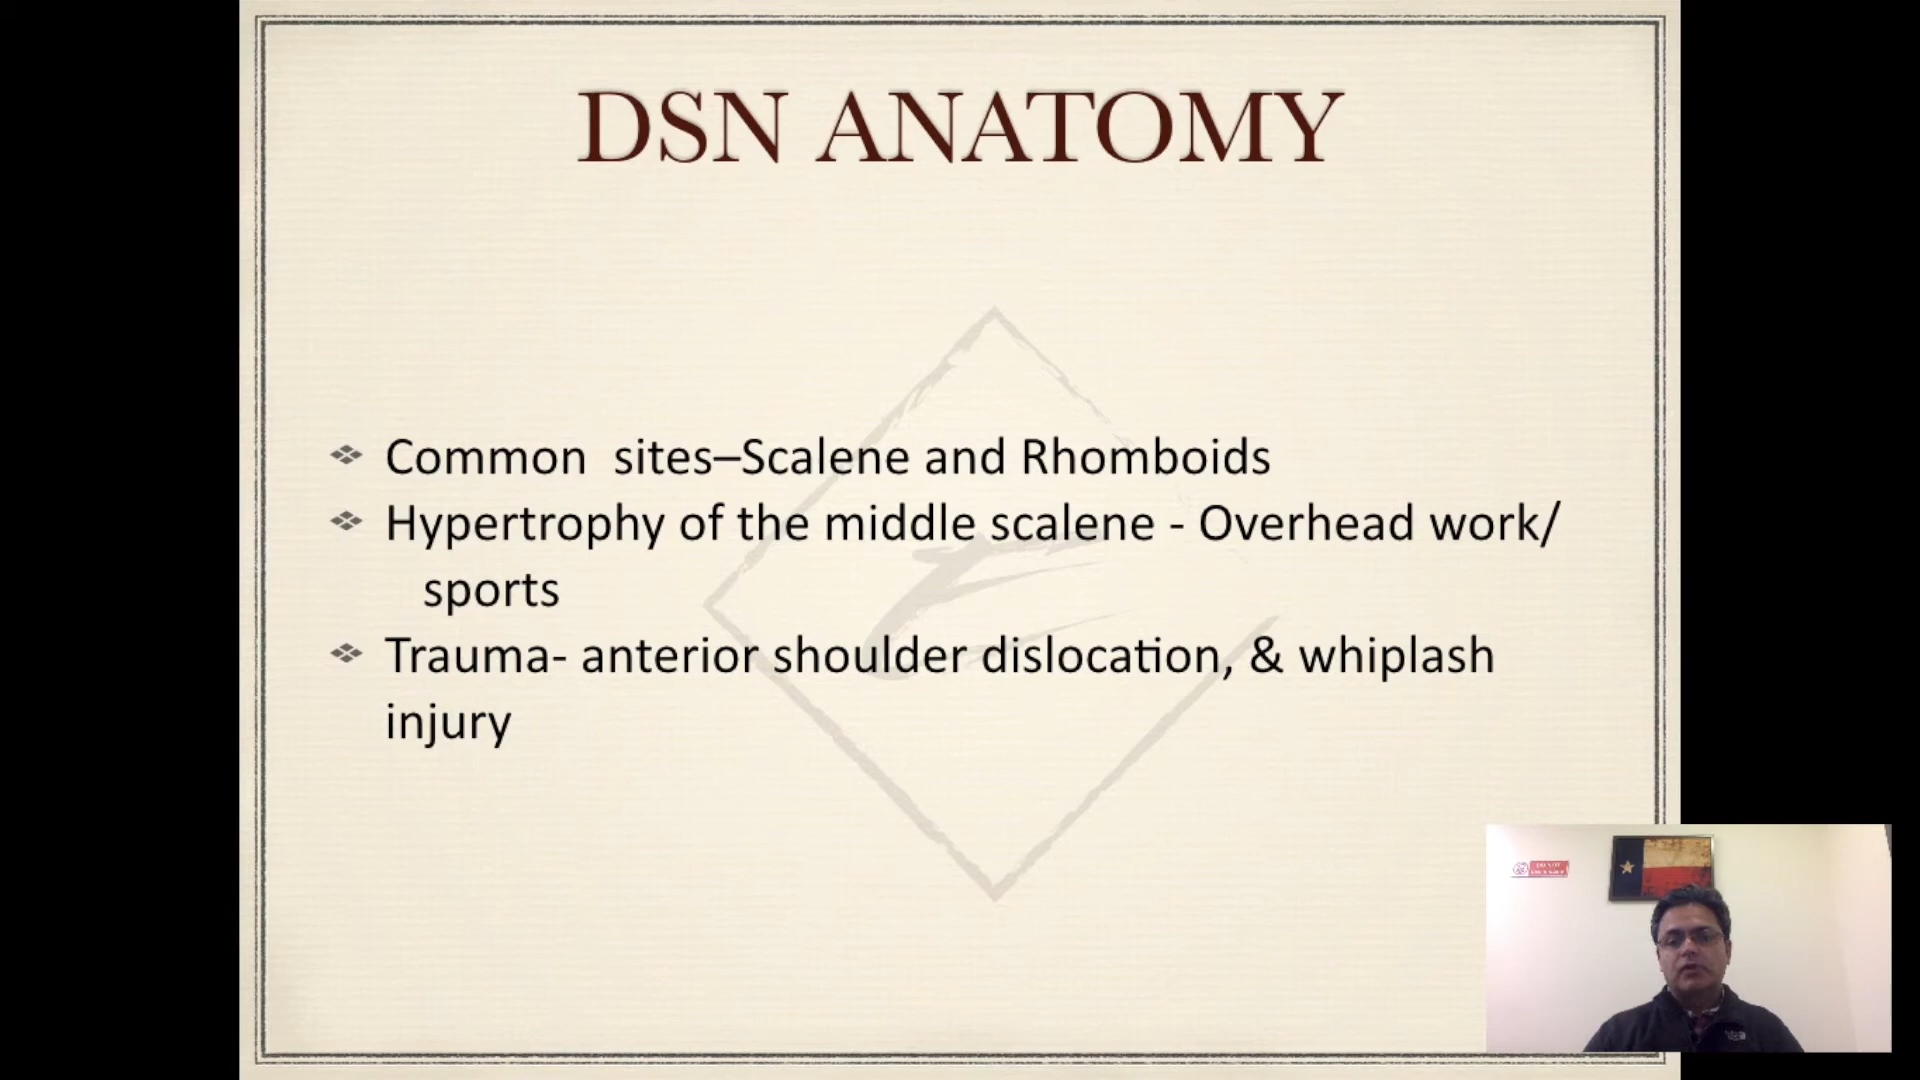 DSN ANATOMY
Common sites–Scalene and Rhomboids
Hypertrophy of the middle scalene - Overhead work/
sports
Trauma- anterior shoulder dislocation, & whiplash
injury